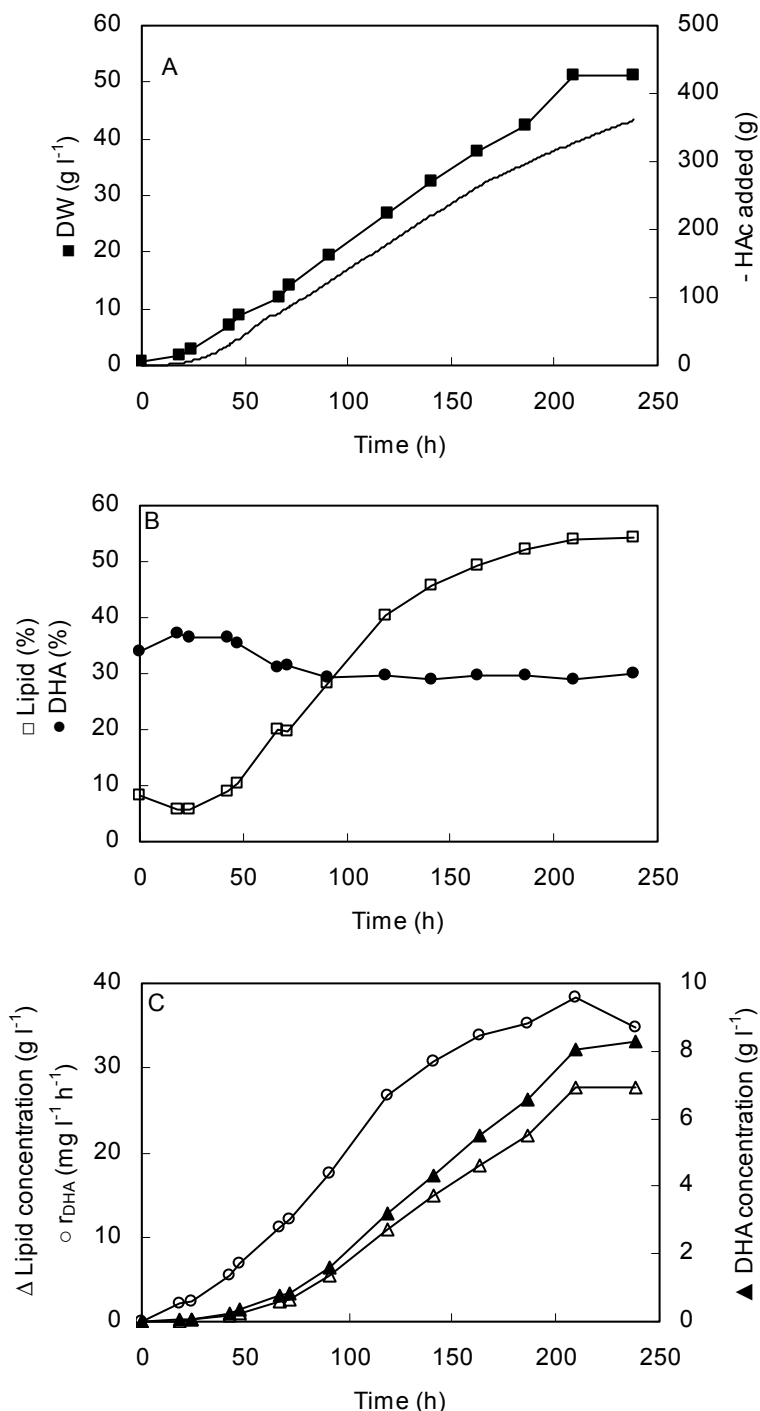 A
60
50
40
30
20
10
0
■ DW (g l⁻¹)
500
400
300
200
100
0
- HAc added (g)
0 50 100 150 200 250
Time (h)
B
60
50
40
30
20
10
0
□ Lipid (%)
● DHA (%)
0 50 100 150 200 250
Time (h)
C
40
30
20
10
0
Δ Lipid concentration (g l⁻¹)
○ rDHA (mg l⁻¹ h⁻¹)
10
8
6
4
2
0
▲ DHA concentration (g l⁻¹)
0 50 100 150 200 250
Time (h)